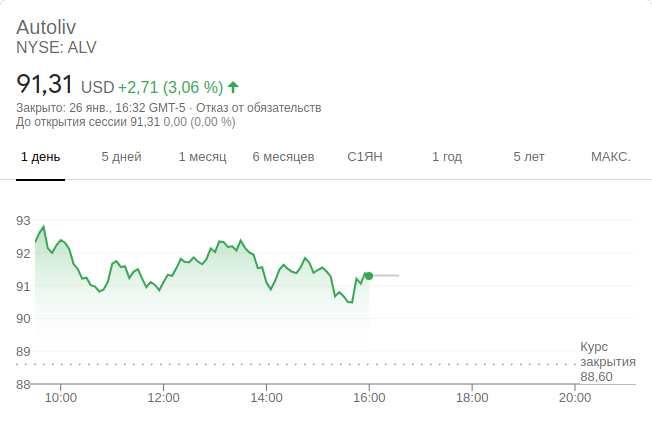 Autoliv
NYSE: ALV
91,31 USD +2,71 (3,06 %)
Закрыто: 26 янв., 16:32 GMT-5 · Отказ от обязательств
До открытия сессии 91,31 0,00 (0,00 %)
1 день 5 дней 1 месяц 6 месяцев С1ЯН 1 год 5 лет МАКС.
93
92
91
90
89
88
Курс
закрытия
88,60
10:00 12:00 14:00 16:00 18:00 20:00